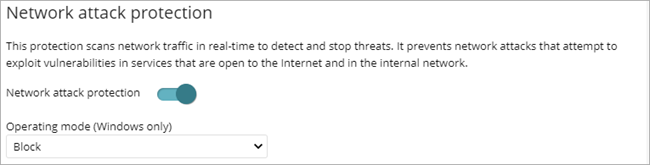 Network attack protection
This protection scans network traffic in real-time to detect and stop threats. It prevents network attacks that attempt to
exploit vulnerabilities in services that are open to the Internet and in the internal network.
Network attack protection
Operating mode (Windows only)
Block